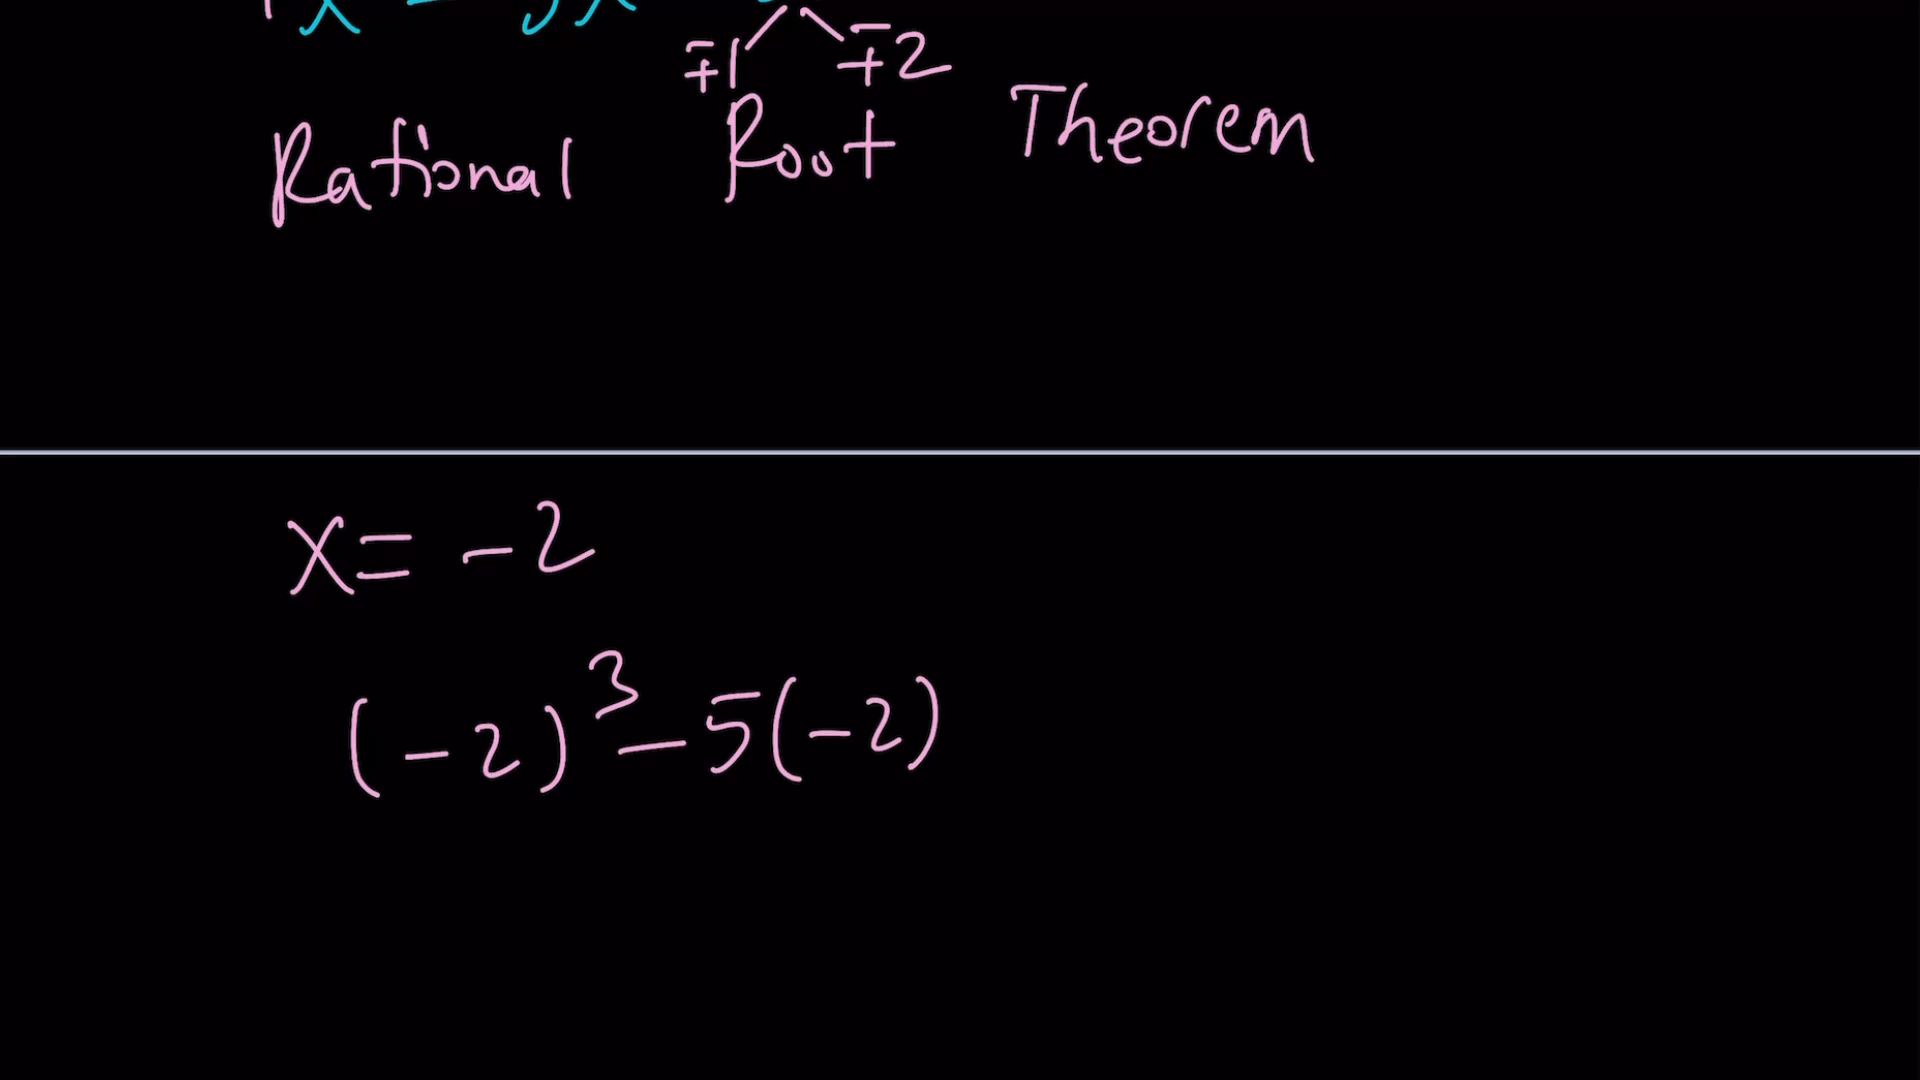 ∓1 ∓2
Rational Root Theorem
x = -2
(-2)³ - 5(-2)